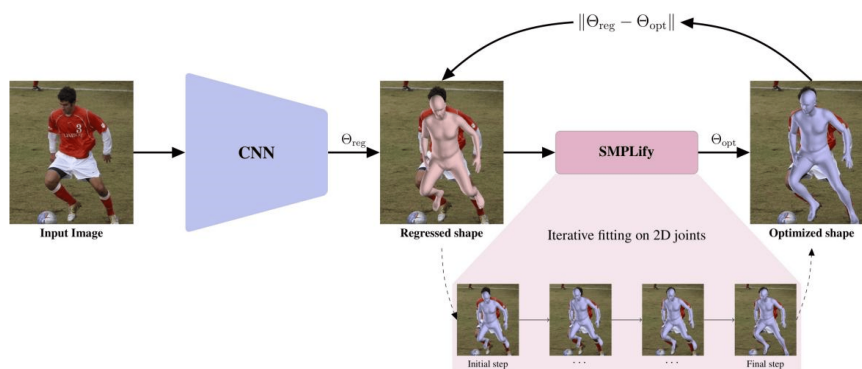 ‖Θreg − Θopt‖
CNN
Θreg
SMPLify
Θopt
3
Input Image
Regressed shape
Optimized shape
Iterative fitting on 2D joints
Initial step
. . .
. . .
Final step